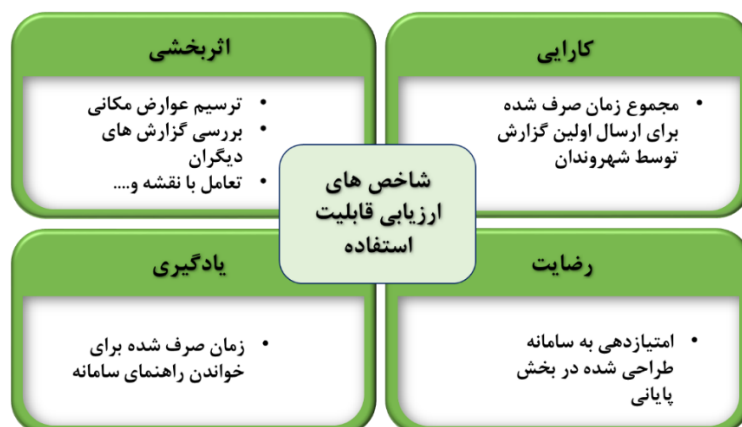 کارایی
• مجموع زمان صرف شده
برای ارسال اولین گزارش
توسط شهروندان
اثربخشی
• ترسیم عوارض مکانی
• بررسی گزارش های
دیگران
• تعامل با نقشه و....
شاخص های
ارزیابی قابلیت
استفاده
رضایت
• امتیازدهی به سامانه
طراحی شده در بخش
پایانی
یادگیری
• زمان صرف شده برای
خواندن راهنمای سامانه